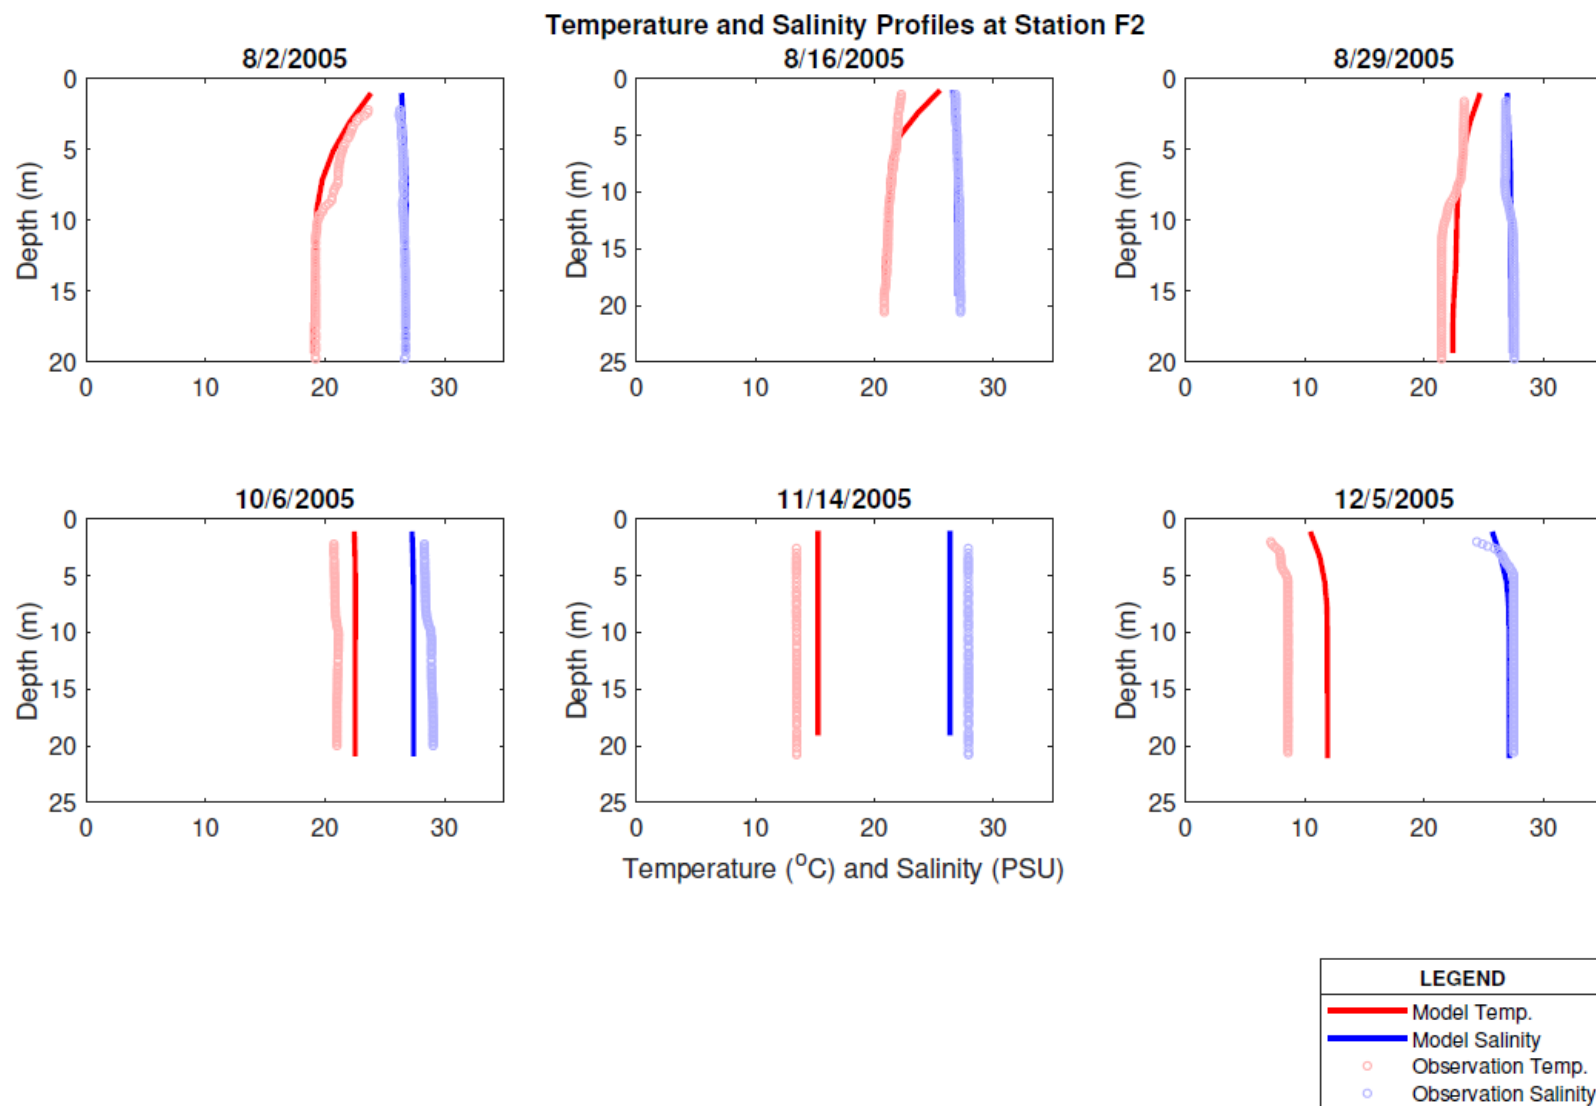 Temperature and Salinity Profiles at Station F2
8/2/2005
8/16/2005
8/29/2005
0
5
10
15
20
Depth (m)
0 10 20 30
0
5
10
15
20
25
Depth (m)
0 10 20 30
0
5
10
15
20
Depth (m)
0 10 20 30
10/6/2005
11/14/2005
12/5/2005
0
5
10
15
20
25
Depth (m)
0 10 20 30
0
5
10
15
20
25
Depth (m)
0 10 20 30
0
5
10
15
20
25
Depth (m)
0 10 20 30
Temperature (°C) and Salinity (PSU)
LEGEND
Model Temp.
Model Salinity
Observation Temp.
Observation Salinity